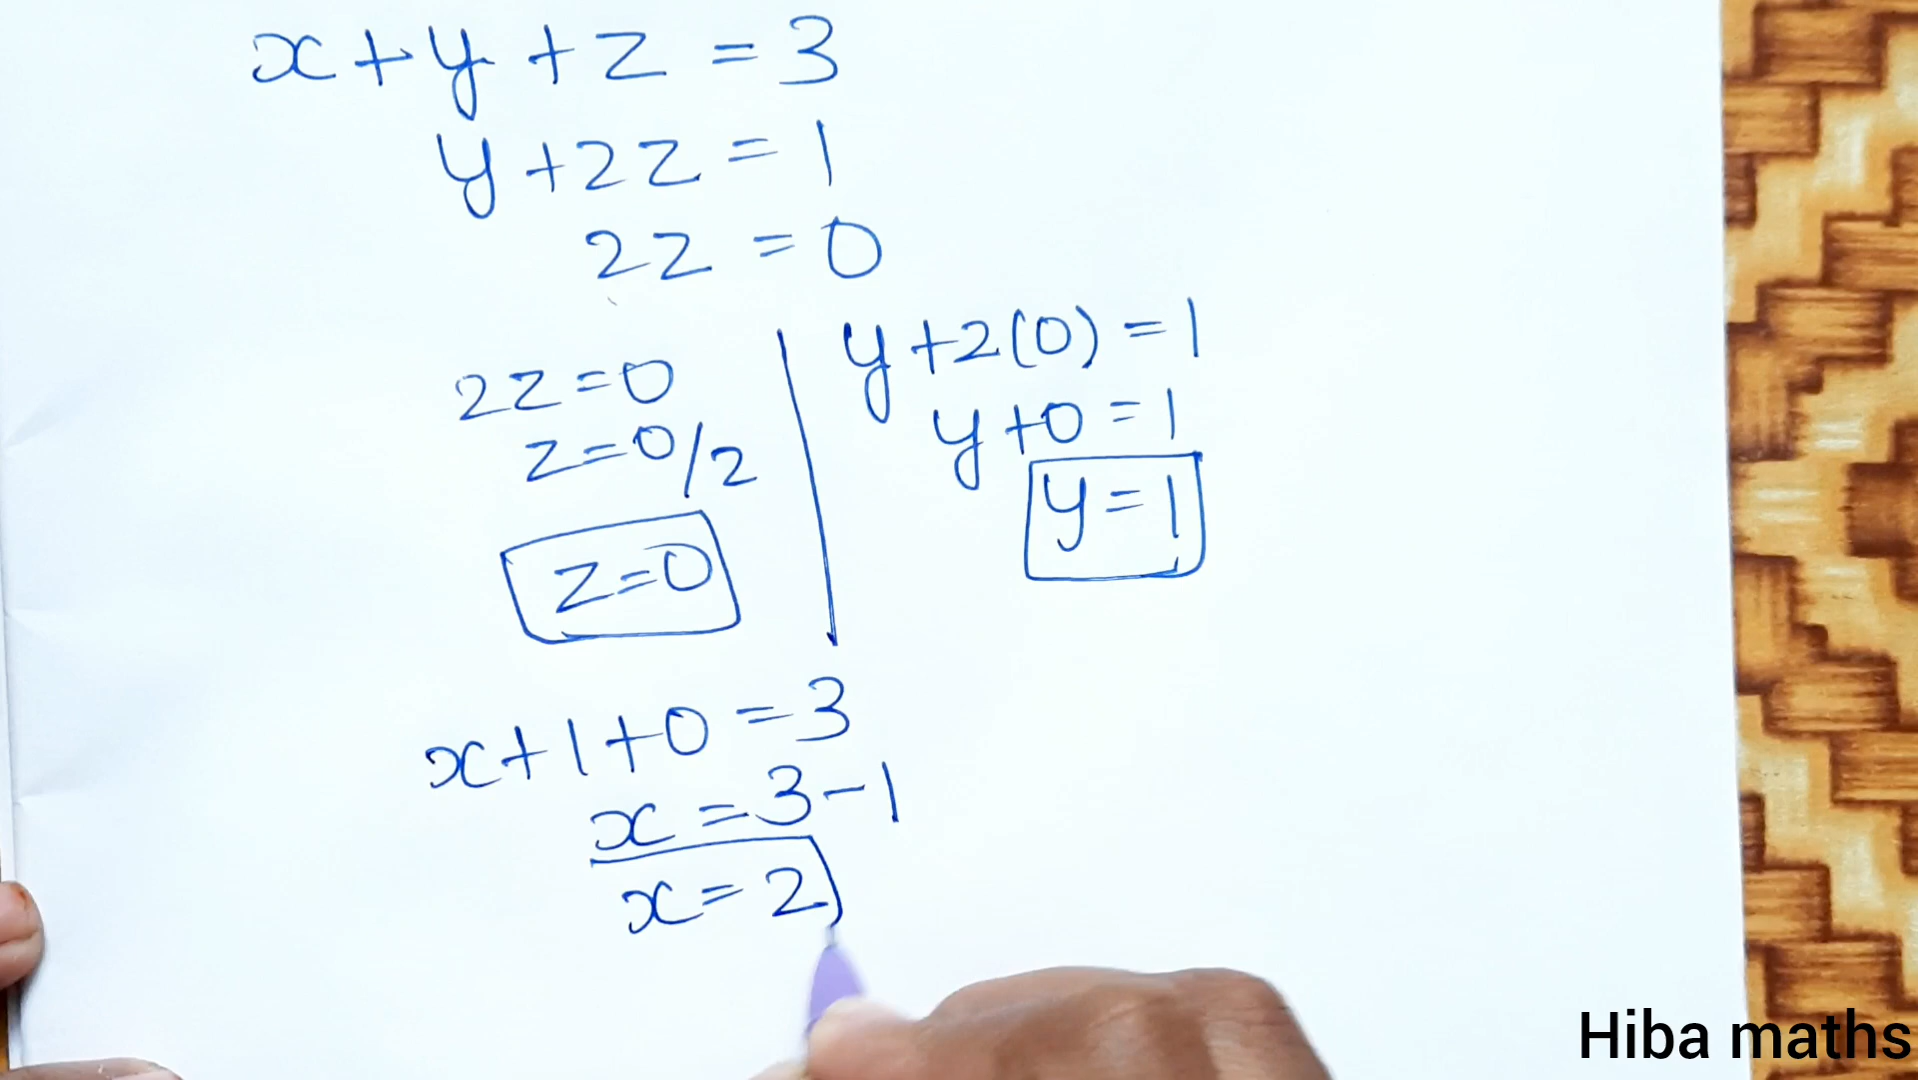 x + y + z = 3
y + 2z = 1
2z = 0
2z = 0
z = 0/2
z = 0
y + 2(0) = 1
y + 0 = 1
y = 1
x + 1 + 0 = 3
x = 3 - 1
x = 2
Hiba maths